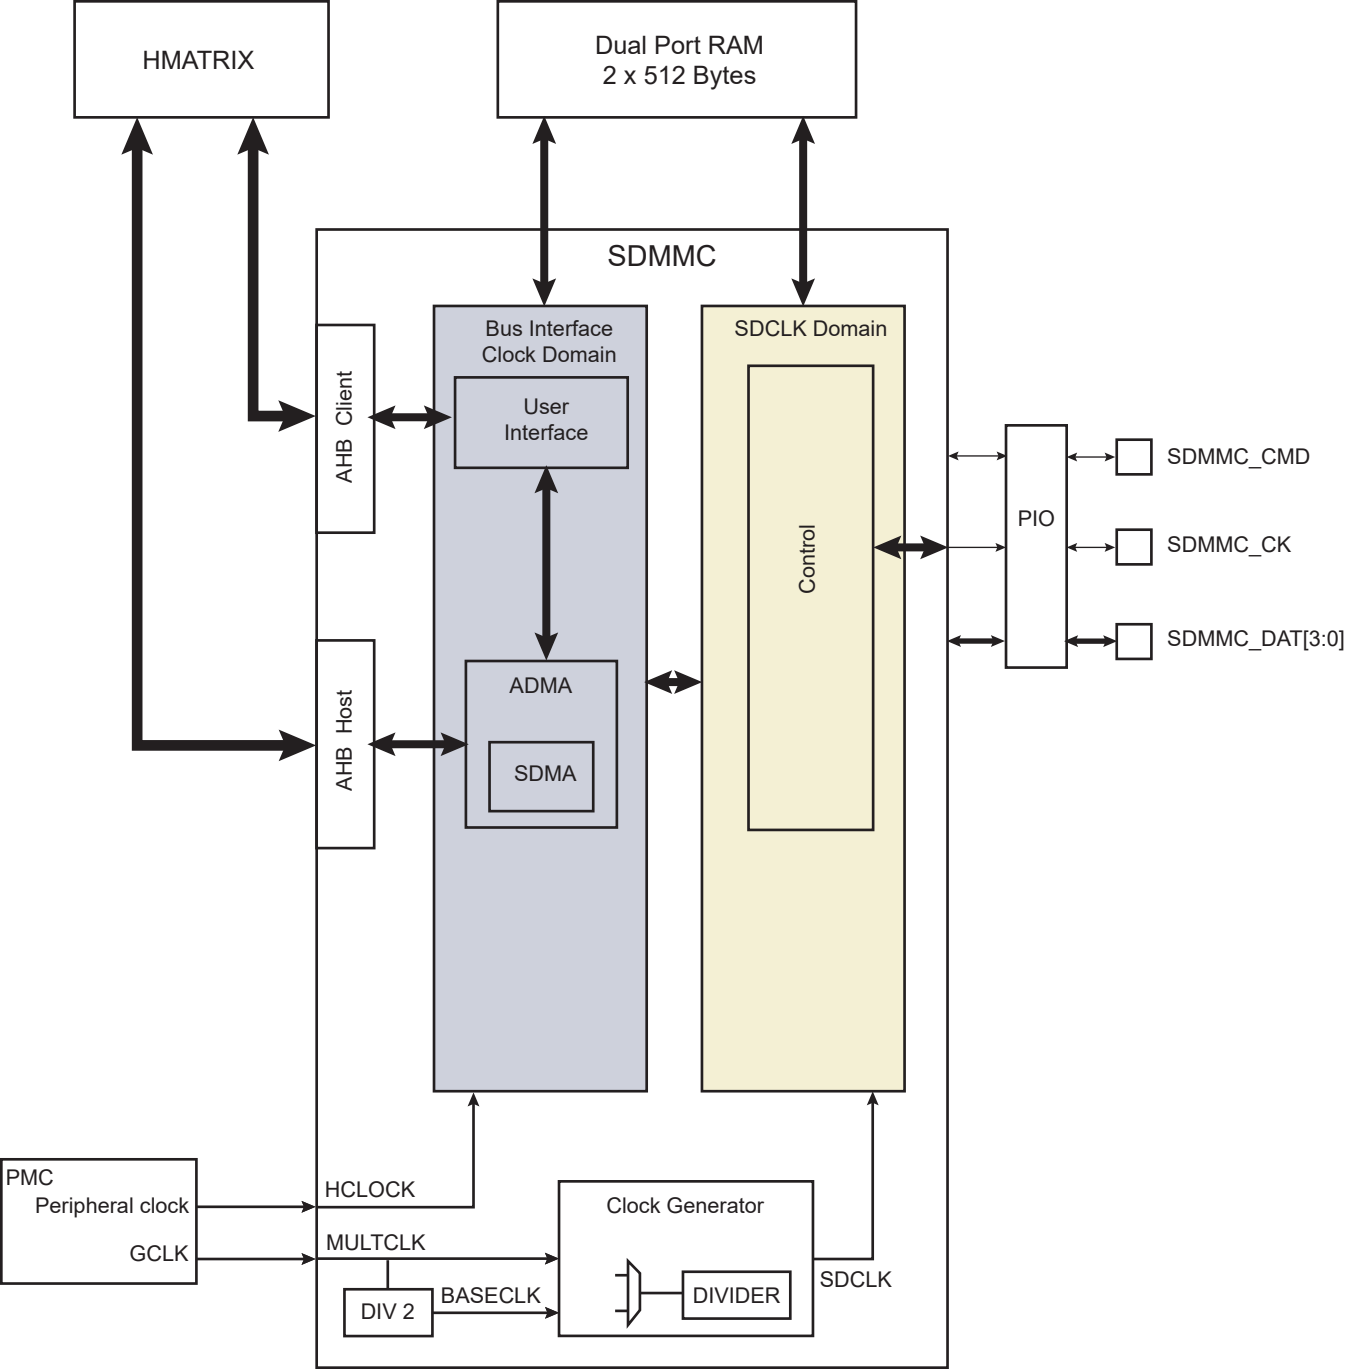 HMATRIX
Dual Port RAM
2 x 512 Bytes
SDMMC
Bus Interface
Clock Domain
SDCLK Domain
User
Interface
AHB Client
Control
PIO
SDMMC_CMD
SDMMC_CK
SDMMC_DAT[3:0]
ADMA
SDMA
AHB Host
PMC
Peripheral clock
GCLK
HCLOCK
MULTCLK
DIV 2
BASECLK
Clock Generator
DIVIDER
SDCLK